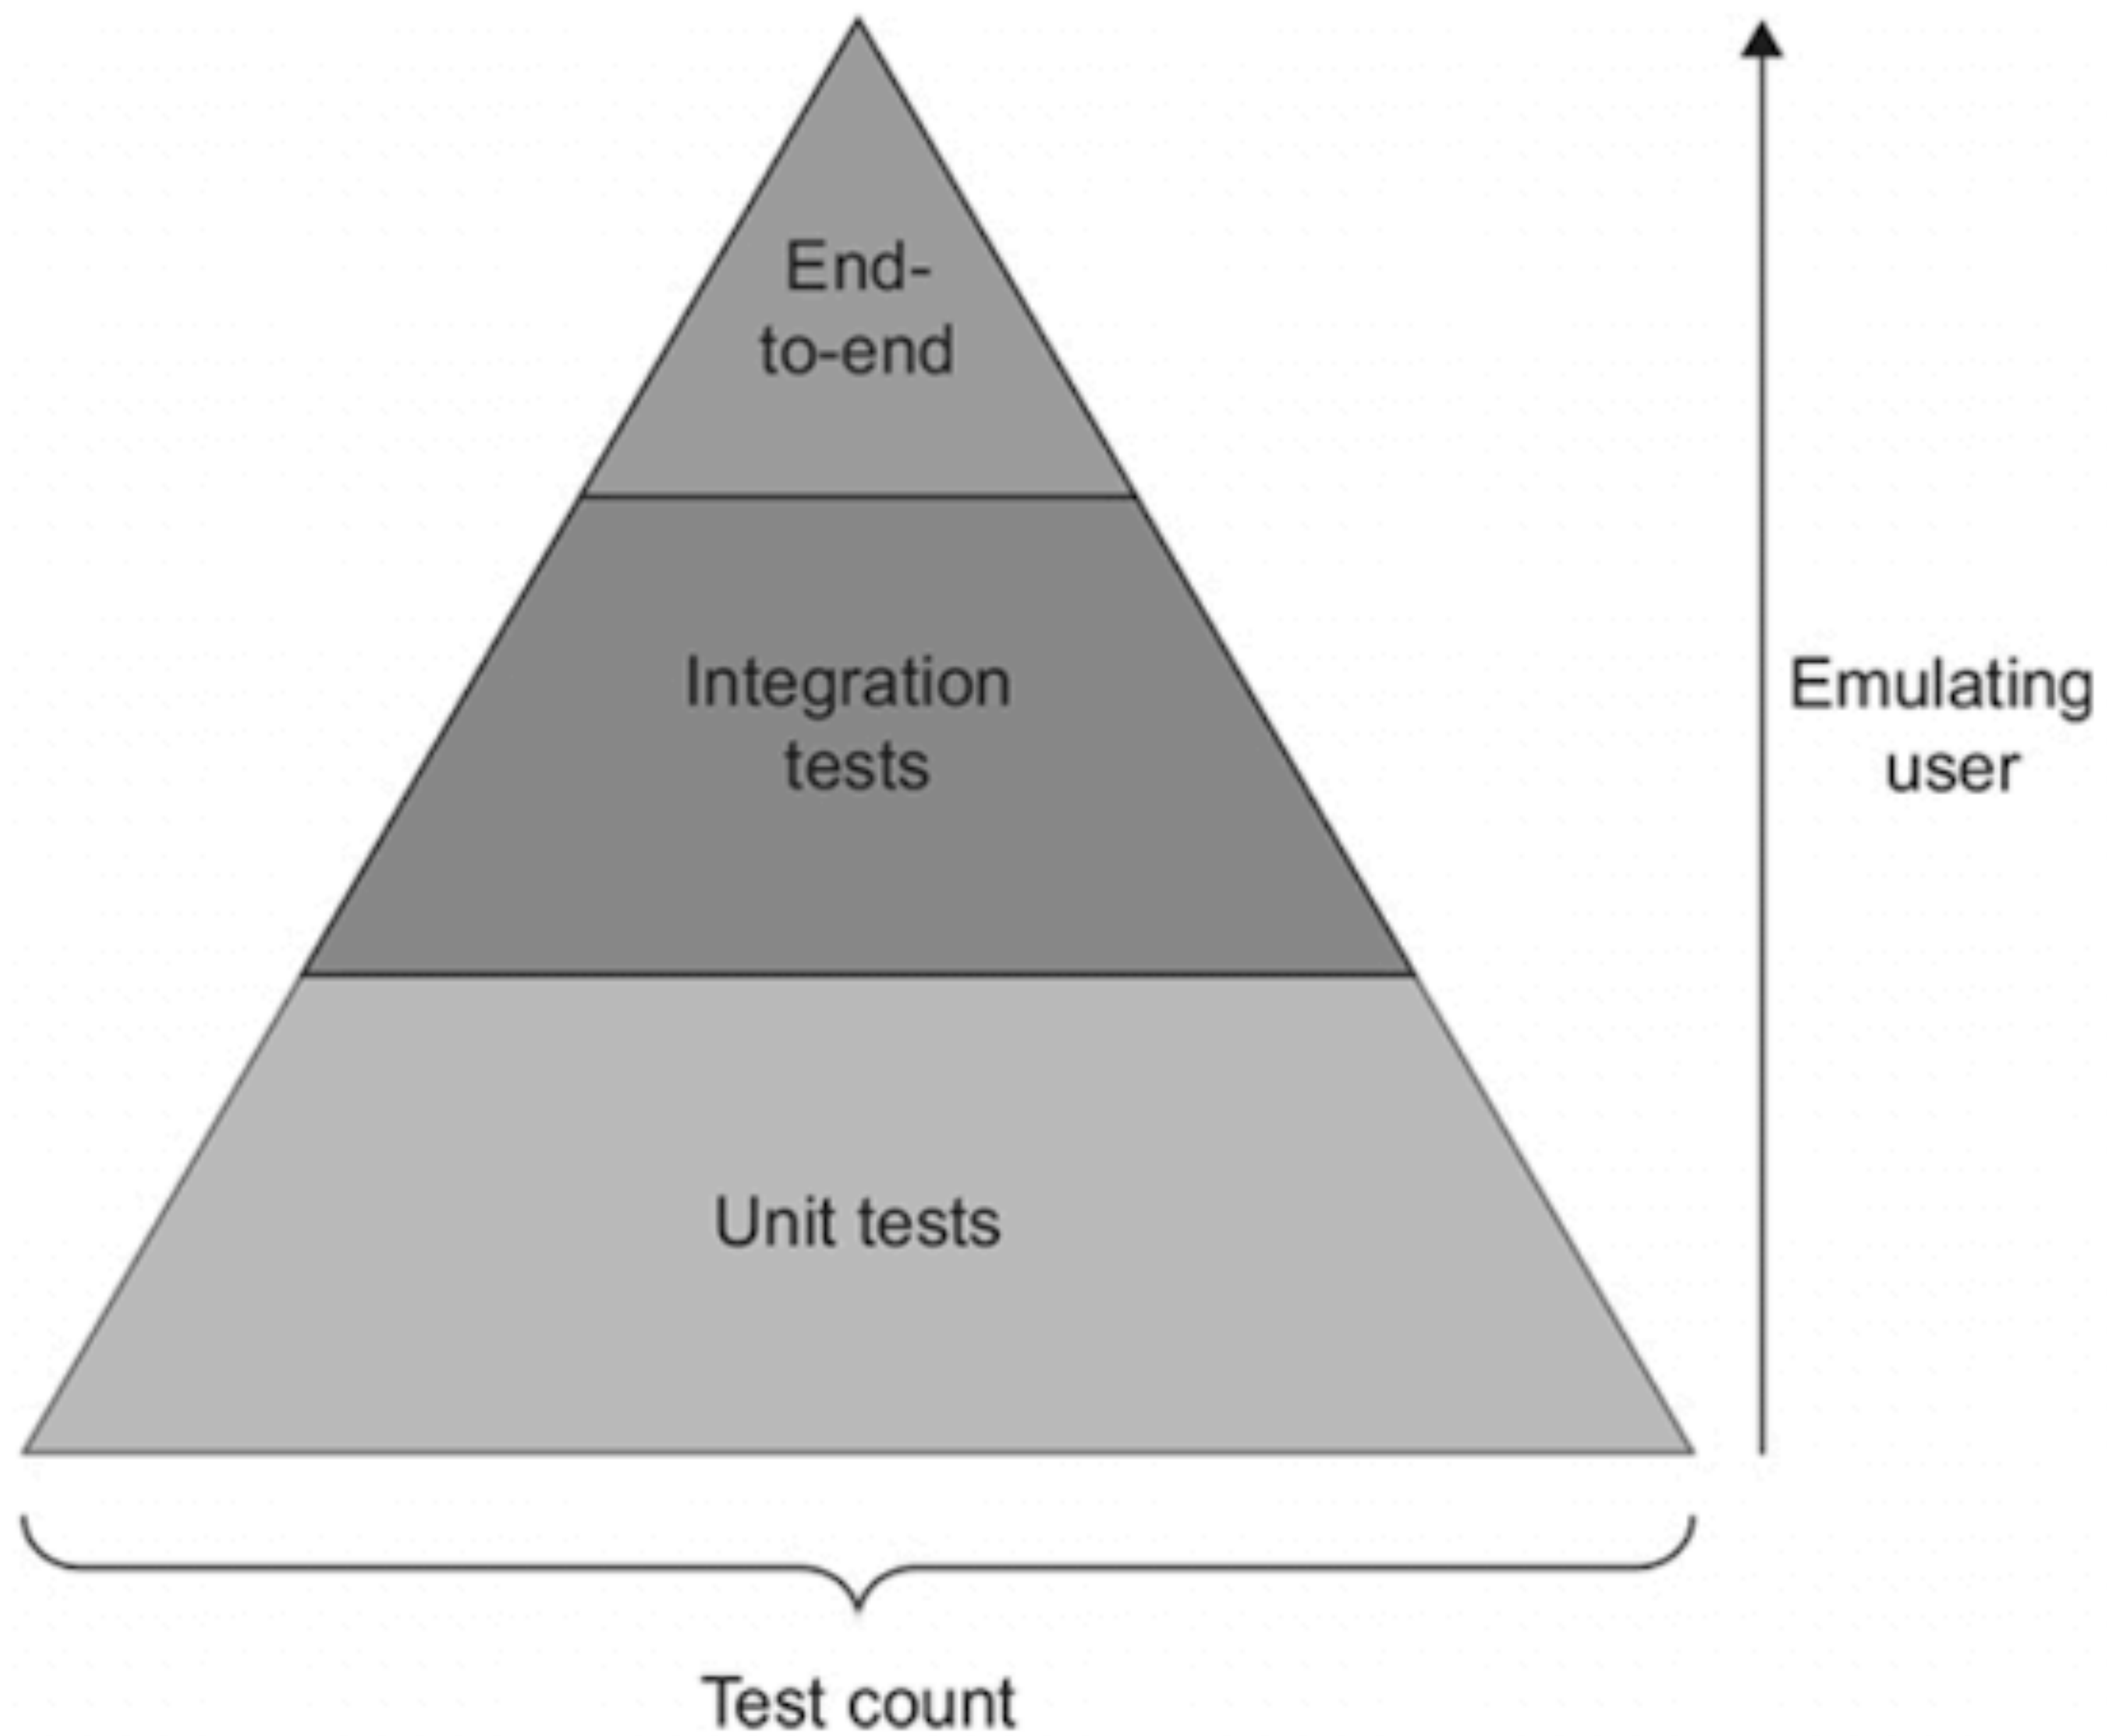 End-
to-end
Integration
tests
Emulating
user
Unit tests
Test count